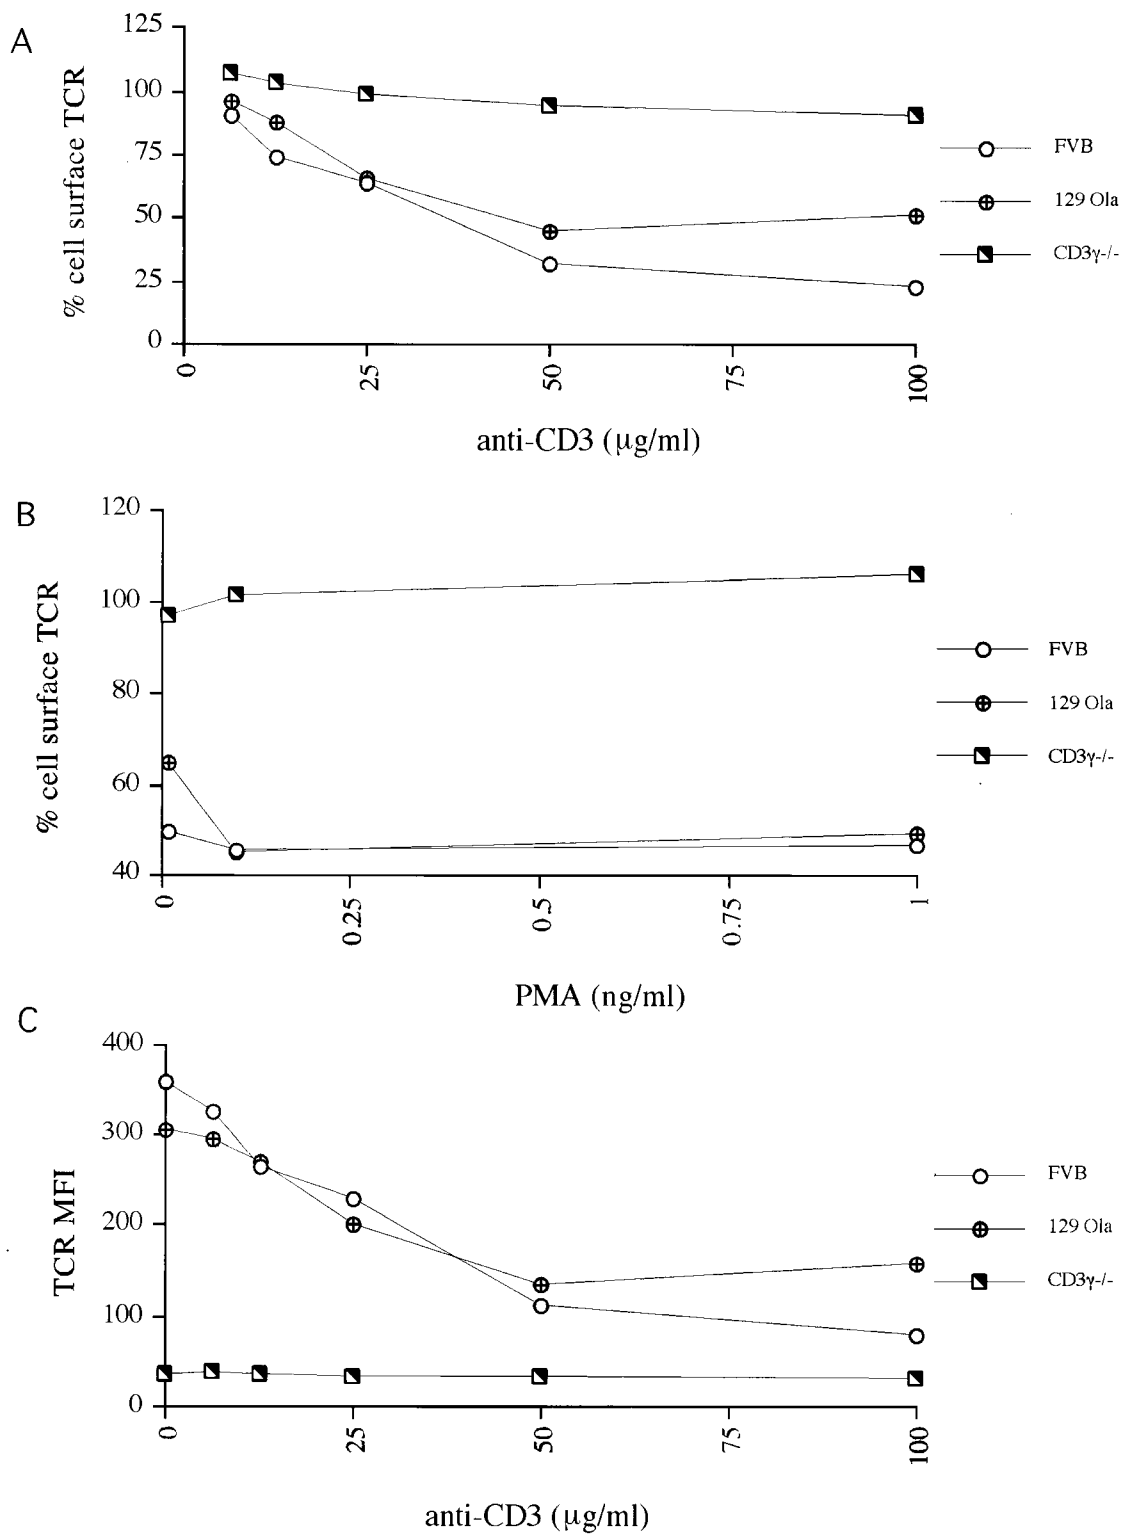 A
125
100
75
50
25
0
% cell surface TCR
0
25
50
75
100
anti-CD3 (μg/ml)
FVB
129 Ola
CD3γ-/-
B
120
100
80
60
40
% cell surface TCR
0
0.25
0.5
0.75
1
PMA (ng/ml)
FVB
129 Ola
CD3γ-/-
C
400
300
200
100
0
TCR MFI
0
25
50
75
100
anti-CD3 (μg/ml)
FVB
129 Ola
CD3γ-/-